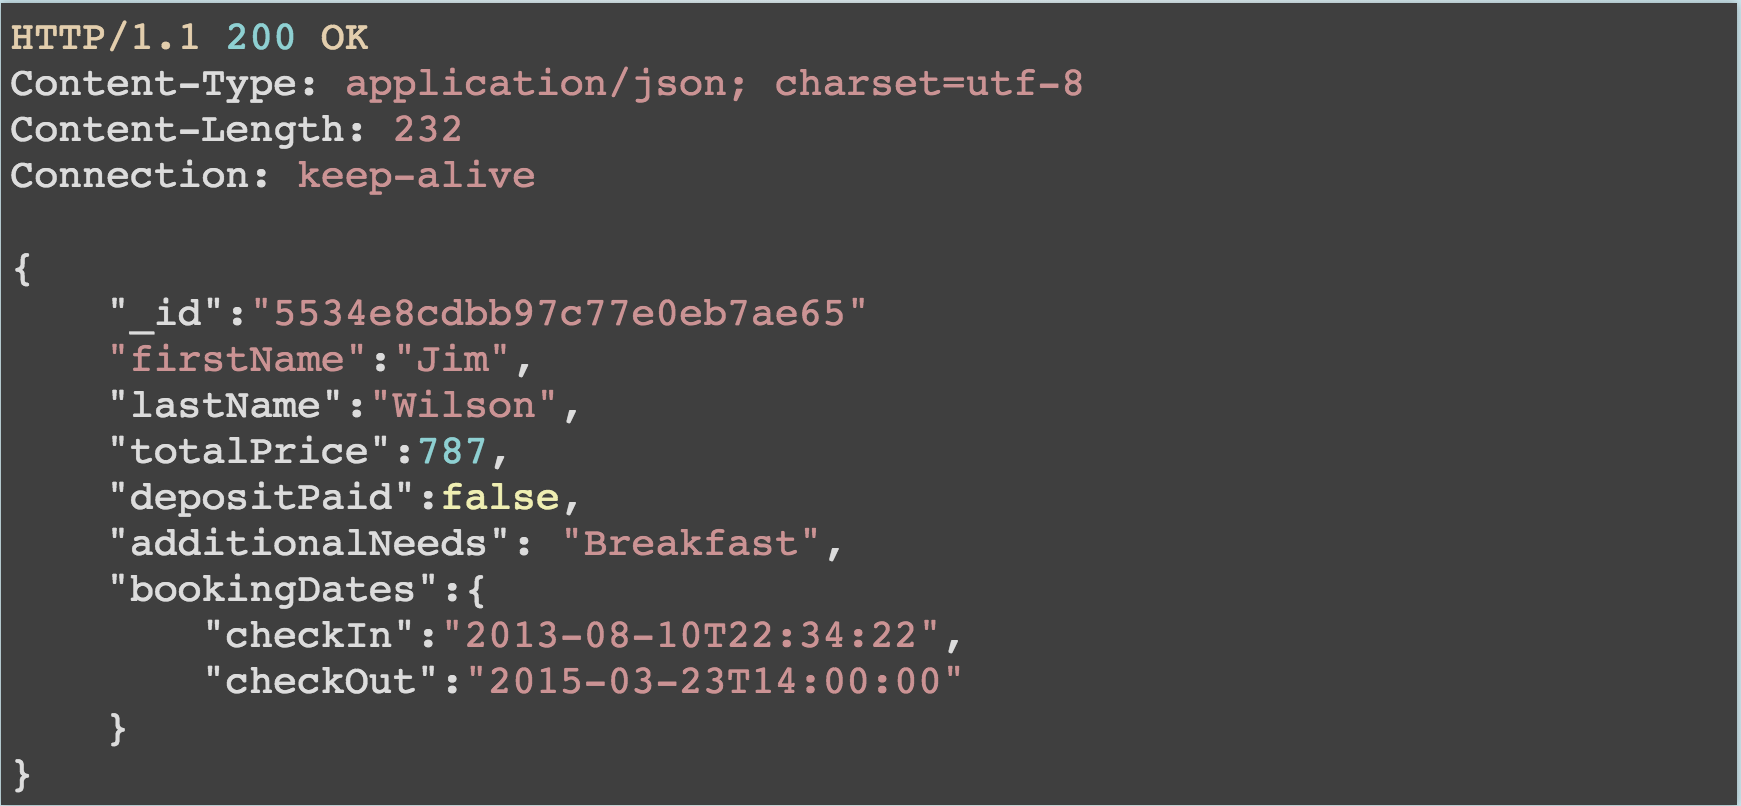 HTTP/1.1 200 OK
Content-Type: application/json; charset=utf-8
Content-Length: 232
Connection: keep-alive

{
    "_id":"5534e8cdbb97c77e0eb7ae65"
    "firstName":"Jim",
    "lastName":"Wilson",
    "totalPrice":787,
    "depositPaid":false,
    "additionalNeeds": "Breakfast",
    "bookingDates":{
        "checkIn":"2013-08-10T22:34:22",
        "checkOut":"2015-03-23T14:00:00"
    }
}